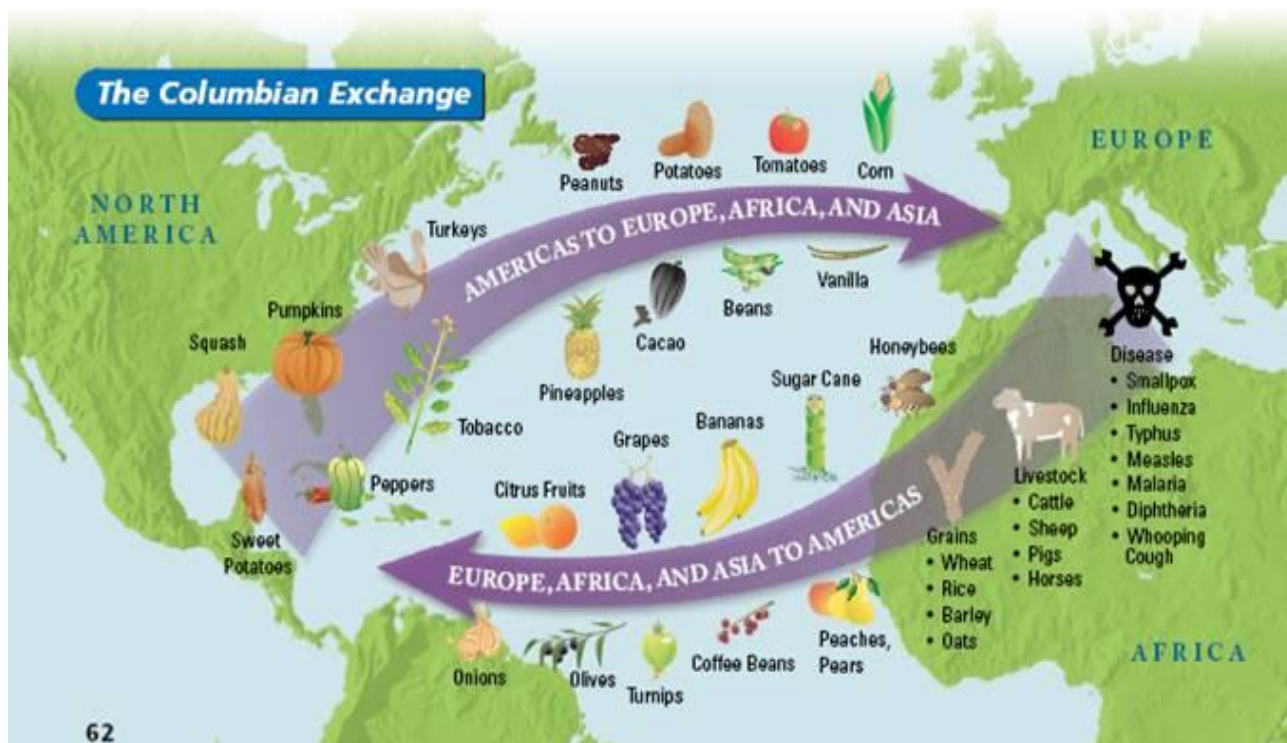 The Columbian Exchange
NORTH
AMERICA
EUROPE
AFRICA
AMERICAS TO EUROPE, AFRICA, AND ASIA
Peanuts
Potatoes
Tomatoes
Corn
Turkeys
Pumpkins
Squash
Cacao
Beans
Vanilla
Pineapples
Tobacco
Peppers
Sweet
Potatoes
EUROPE, AFRICA, AND ASIA TO AMERICAS
Citrus Fruits
Grapes
Bananas
Sugar Cane
Honeybees
Onions
Olives
Turnips
Coffee Beans
Peaches,
Pears
Grains
• Wheat
• Rice
• Barley
• Oats
Livestock
• Cattle
• Sheep
• Pigs
• Horses
Disease
• Smallpox
• Influenza
• Typhus
• Measles
• Malaria
• Diphtheria
• Whooping
Cough
62